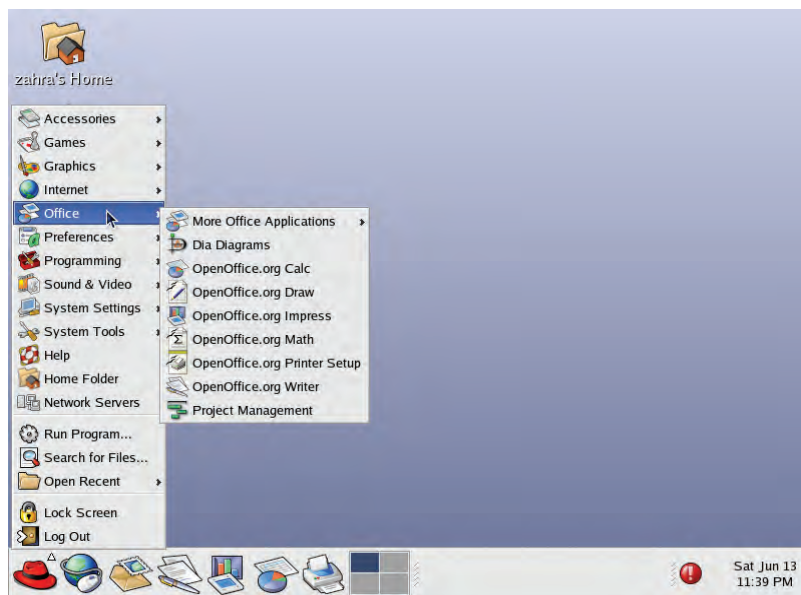 zahra's Home
Accessories
Games
Graphics
Internet
Office
Preferences
Programming
Sound & Video
System Settings
System Tools
Help
Home Folder
Network Servers
Run Program...
Search for Files...
Open Recent
Lock Screen
Log Out
More Office Applications
Dia Diagrams
OpenOffice.org Calc
OpenOffice.org Draw
OpenOffice.org Impress
OpenOffice.org Math
OpenOffice.org Printer Setup
OpenOffice.org Writer
Project Management
Sat Jun 13
11:39 PM